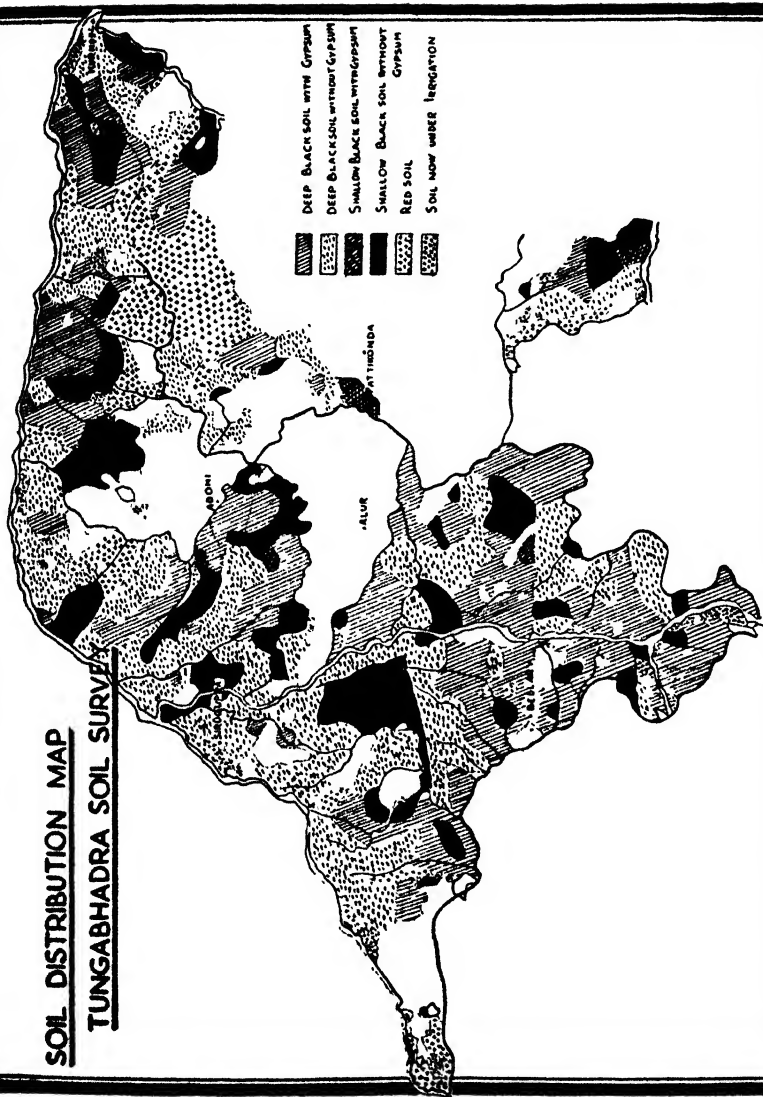 SOIL DISTRIBUTION MAP
TUNGABHADRA SOIL SURVEY
DEEP BLACK SOIL WITH GYPSUM
DEEP BLACK SOIL WITHOUT GYPSUM
SHALLOW BLACK SOIL WITH GYPSUM
SHALLOW BLACK SOIL WITHOUT
GYPSUM
RED SOIL
SOIL NOW UNDER IRRIGATION
ADONI
ALUR